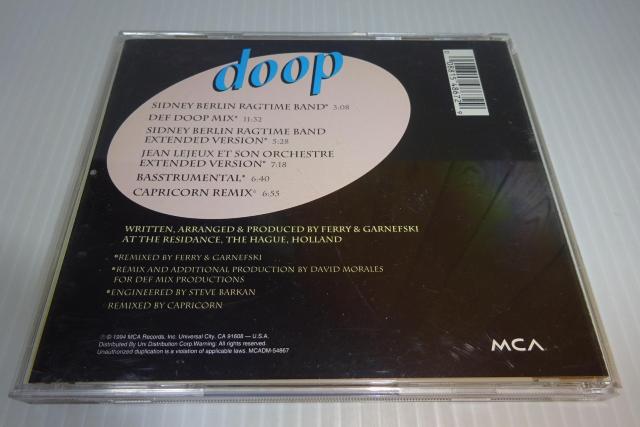 doop
SIDNEY BERLIN RAGTIME BAND* 3:08
DEF DOOP MIX* 11:32
SIDNEY BERLIN RAGTIME BAND
EXTENDED VERSION* 5:28
JEAN LEJEUX ET SON ORCHESTRE
EXTENDED VERSION* 7:18
BASSTRUMENTAL* 6:40
CAPRICORN REMIX° 6:55
WRITTEN, ARRANGED & PRODUCED BY FERRY & GARNEFSKI
AT THE RESIDANCE, THE HAGUE, HOLLAND
*REMIXED BY FERRY & GARNEFSKI
*REMIX AND ADDITIONAL PRODUCTION BY DAVID MORALES
FOR DEF MIX PRODUCTIONS
*ENGINEERED BY STEVE BARKAN
REMIXED BY CAPRICORN
℗ © 1994 MCA Records, Inc. Universal City, CA 91608 — U.S.A.
Distributed By Uni Distribution Corp.Warning: All rights reserved.
Unauthorized duplication is a violation of applicable laws. MCADM-54867
MCA
0 08815 48672 9